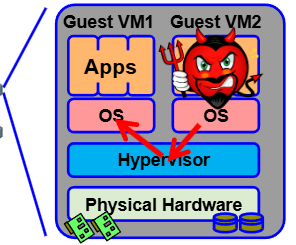 Guest VM1
Guest VM2
Apps
OS
OS
Hypervisor
Physical Hardware